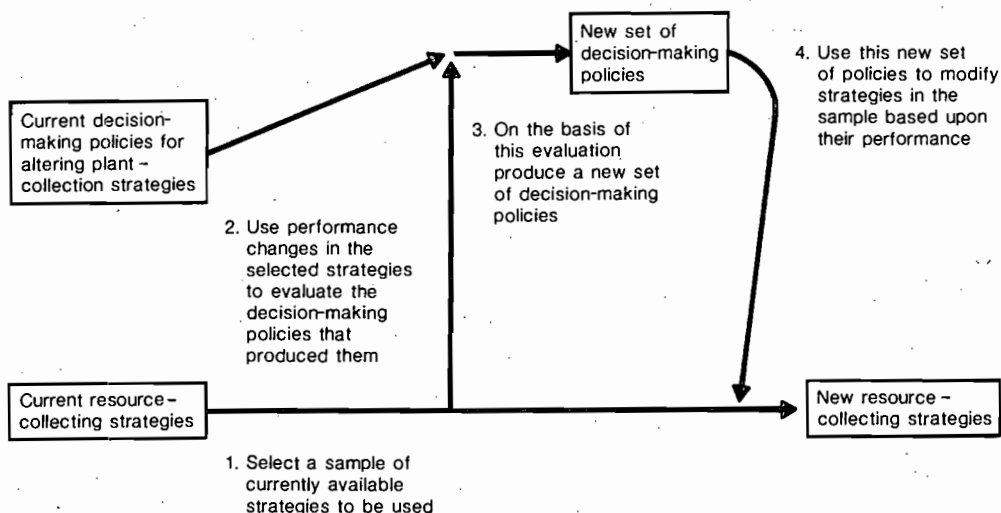 New set of
decision-making
policies
4. Use this new set
of policies to modify
strategies in the
sample based upon
their performance
Current decision-
making policies for
altering plant –
collection strategies
3. On the basis of
this evaluation
produce a new set
of decision-making
policies
2. Use performance
changes in the
selected strategies
to evaluate the
decision-making
policies that
produced them
Current resource –
collecting strategies
New resource –
collecting strategies
1. Select a sample of
currently available
strategies to be used